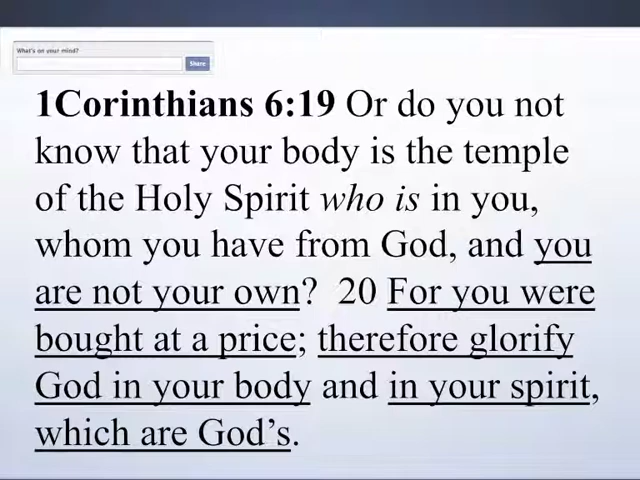 What's on your mind?
Share
1Corinthians 6:19 Or do you not
know that your body is the temple
of the Holy Spirit who is in you,
whom you have from God, and you
are not your own? 20 For you were
bought at a price; therefore glorify
God in your body and in your spirit,
which are God's.